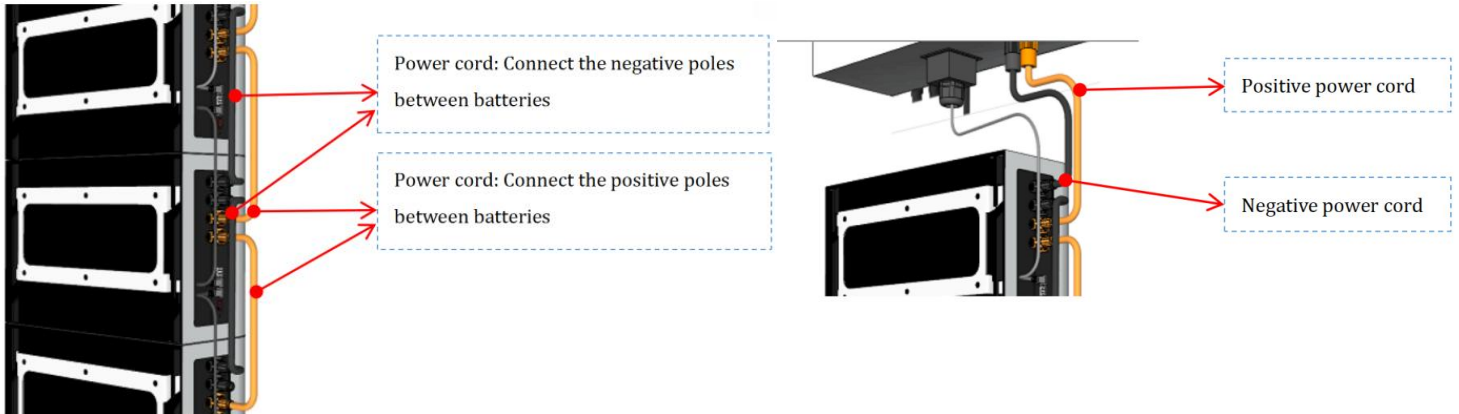 Power cord: Connect the negative poles
between batteries
Power cord: Connect the positive poles
between batteries
Positive power cord
Negative power cord